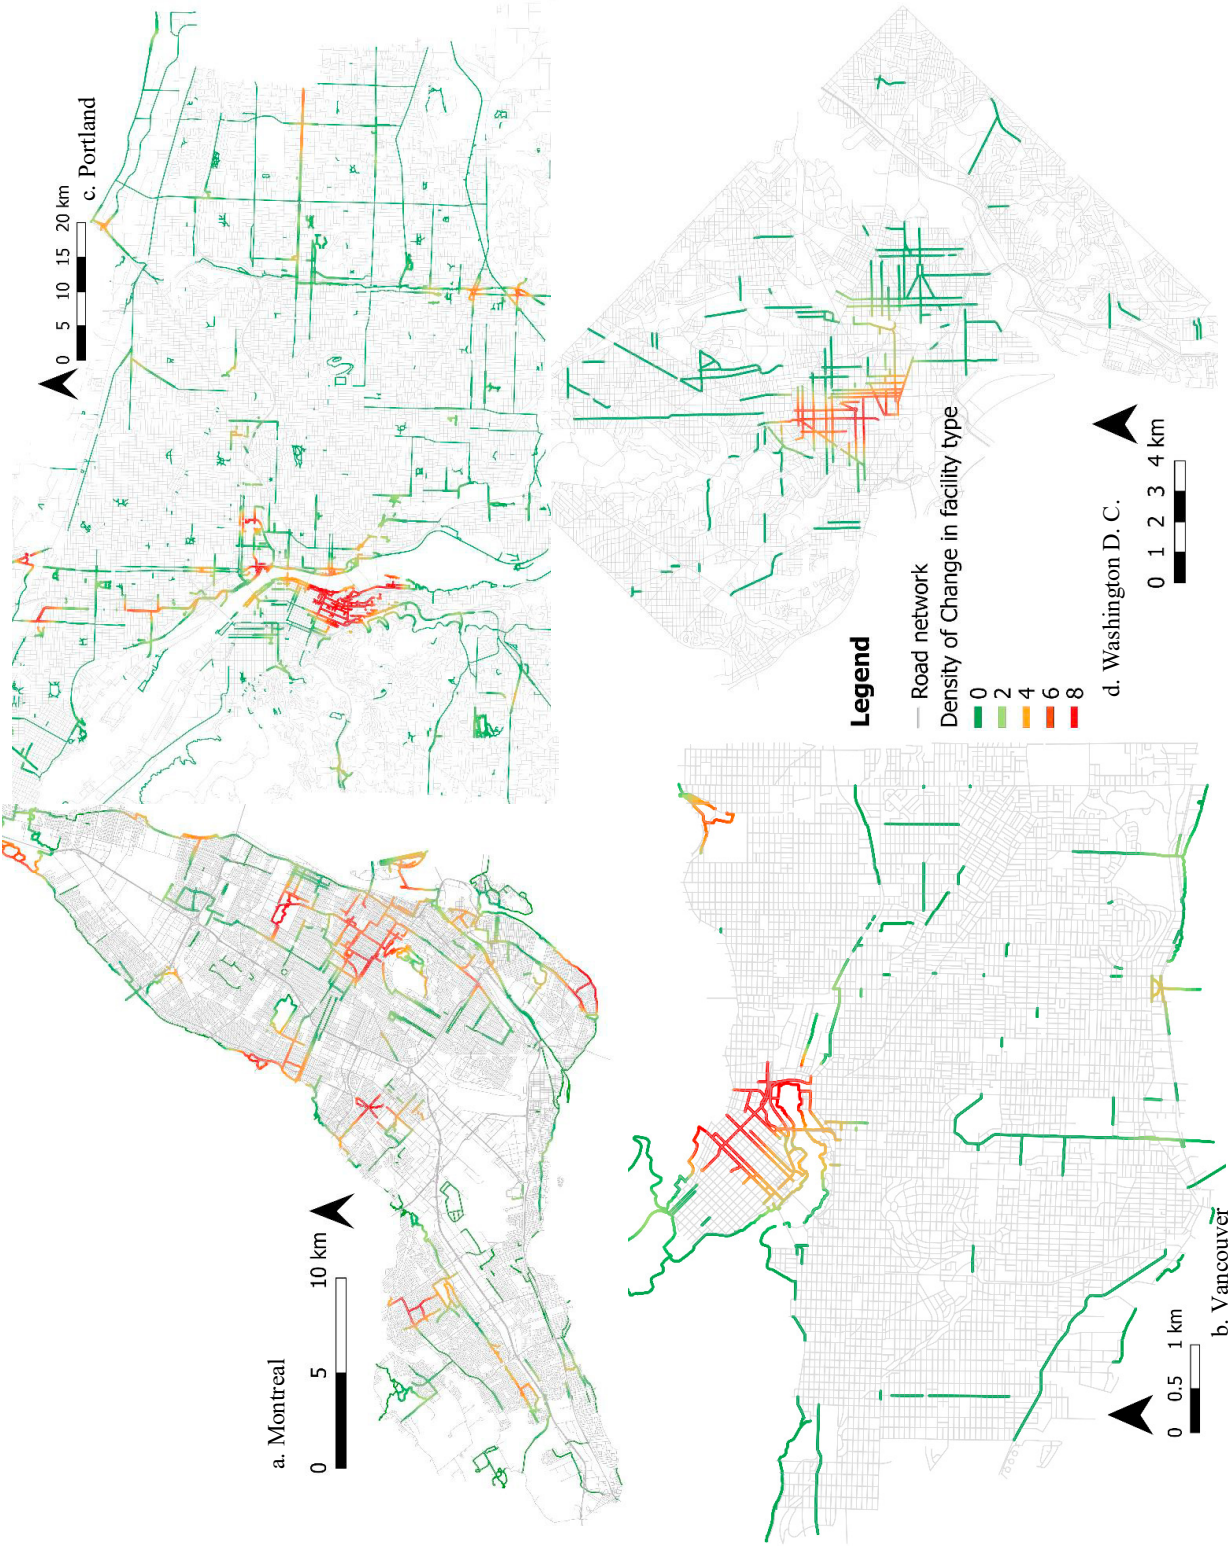 a. Montreal
0 5 10 km
c. Portland
0 5 10 15 20 km
b. Vancouver
0 0.5 1 km
Legend
Road network
Density of Change in facility type
0
2
4
6
8
d. Washington D. C.
0 1 2 3 4 km